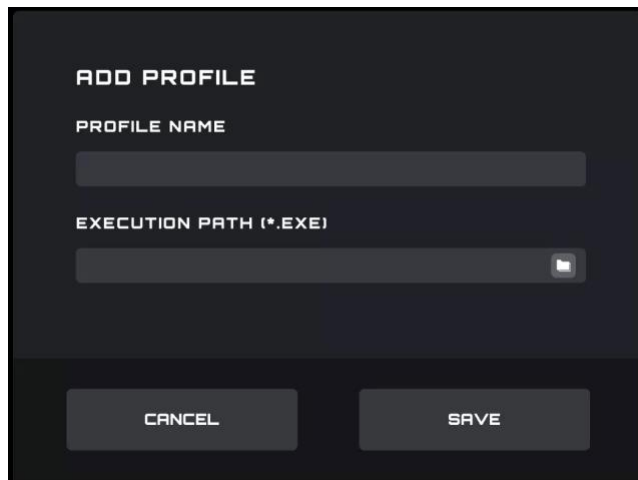 ADD PROFILE
PROFILE NAME
EXECUTION PATH (*.EXE)
CANCEL
SAVE